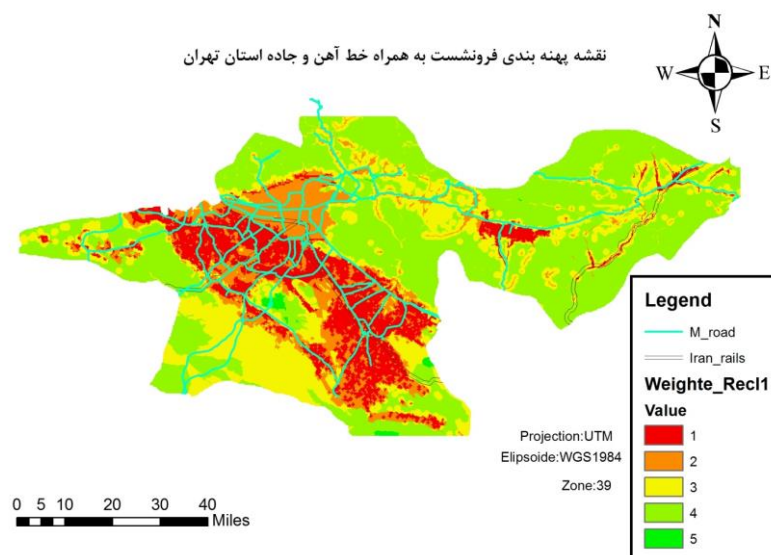 نقشه پهنه بندی فرونشست به همراه خط آهن و جاده استان تهران
N
W E
S
Legend
M_road
Iran_rails
Weighte_Recl1
Value
1
2
3
4
5
Projection:UTM
Elipsoide:WGS1984
Zone:39
0 5 10 20 30 40
Miles